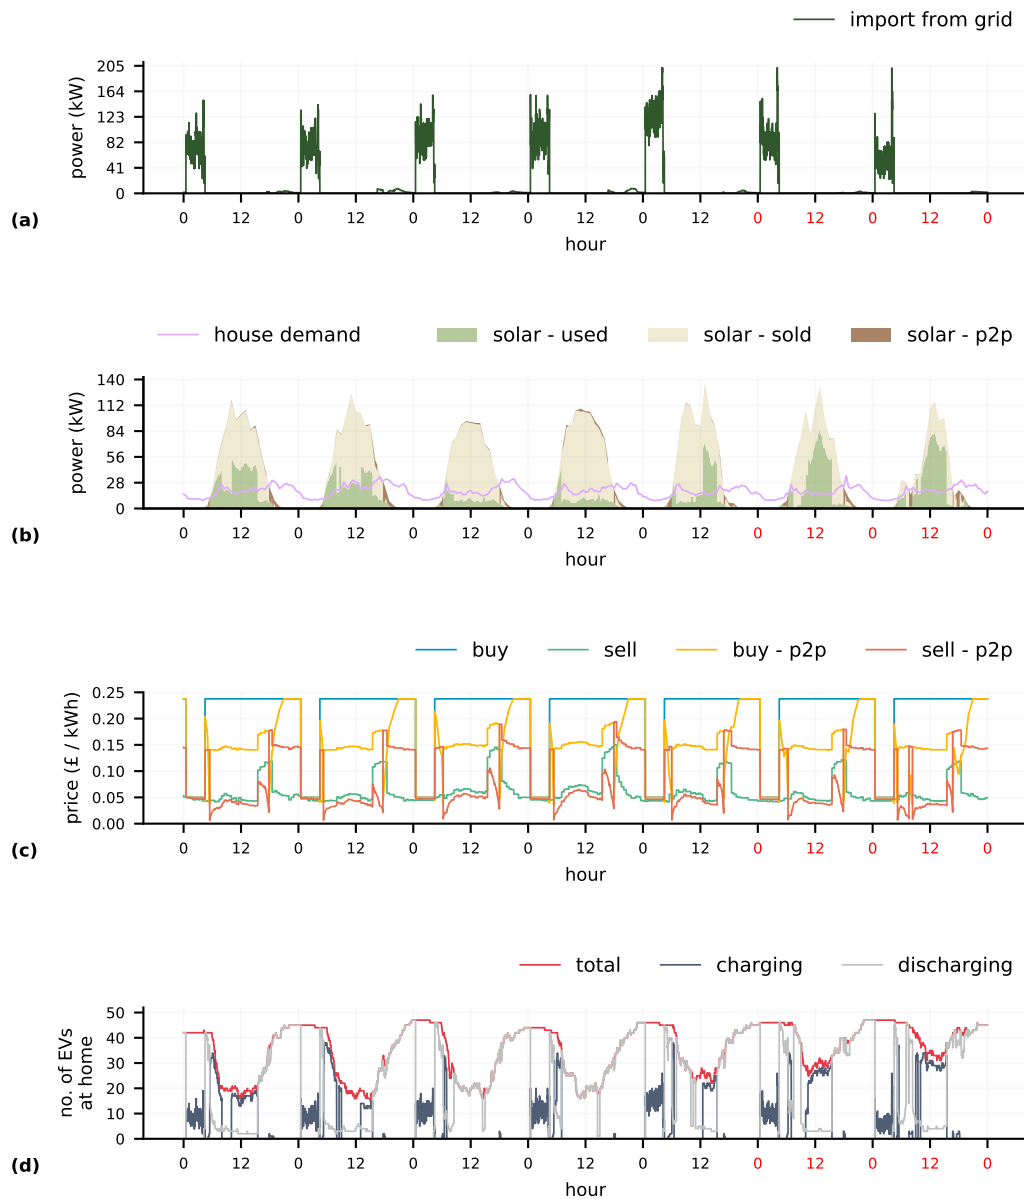 import from grid
205
164
123
82
41
0
power (kW)
0 12 0 12 0 12 0 12 0 12 0 12 0 12 0
(a)
hour
house demand solar - used solar - sold solar - p2p
140
112
84
56
28
0
power (kW)
0 12 0 12 0 12 0 12 0 12 0 12 0 12 0
(b)
hour
buy sell buy - p2p sell - p2p
0.25
0.20
0.15
0.10
0.05
0.00
price (£ / kWh)
0 12 0 12 0 12 0 12 0 12 0 12 0 12 0
(c)
hour
total charging discharging
50
40
30
20
10
0
no. of EVs
at home
0 12 0 12 0 12 0 12 0 12 0 12 0 12 0
(d)
hour